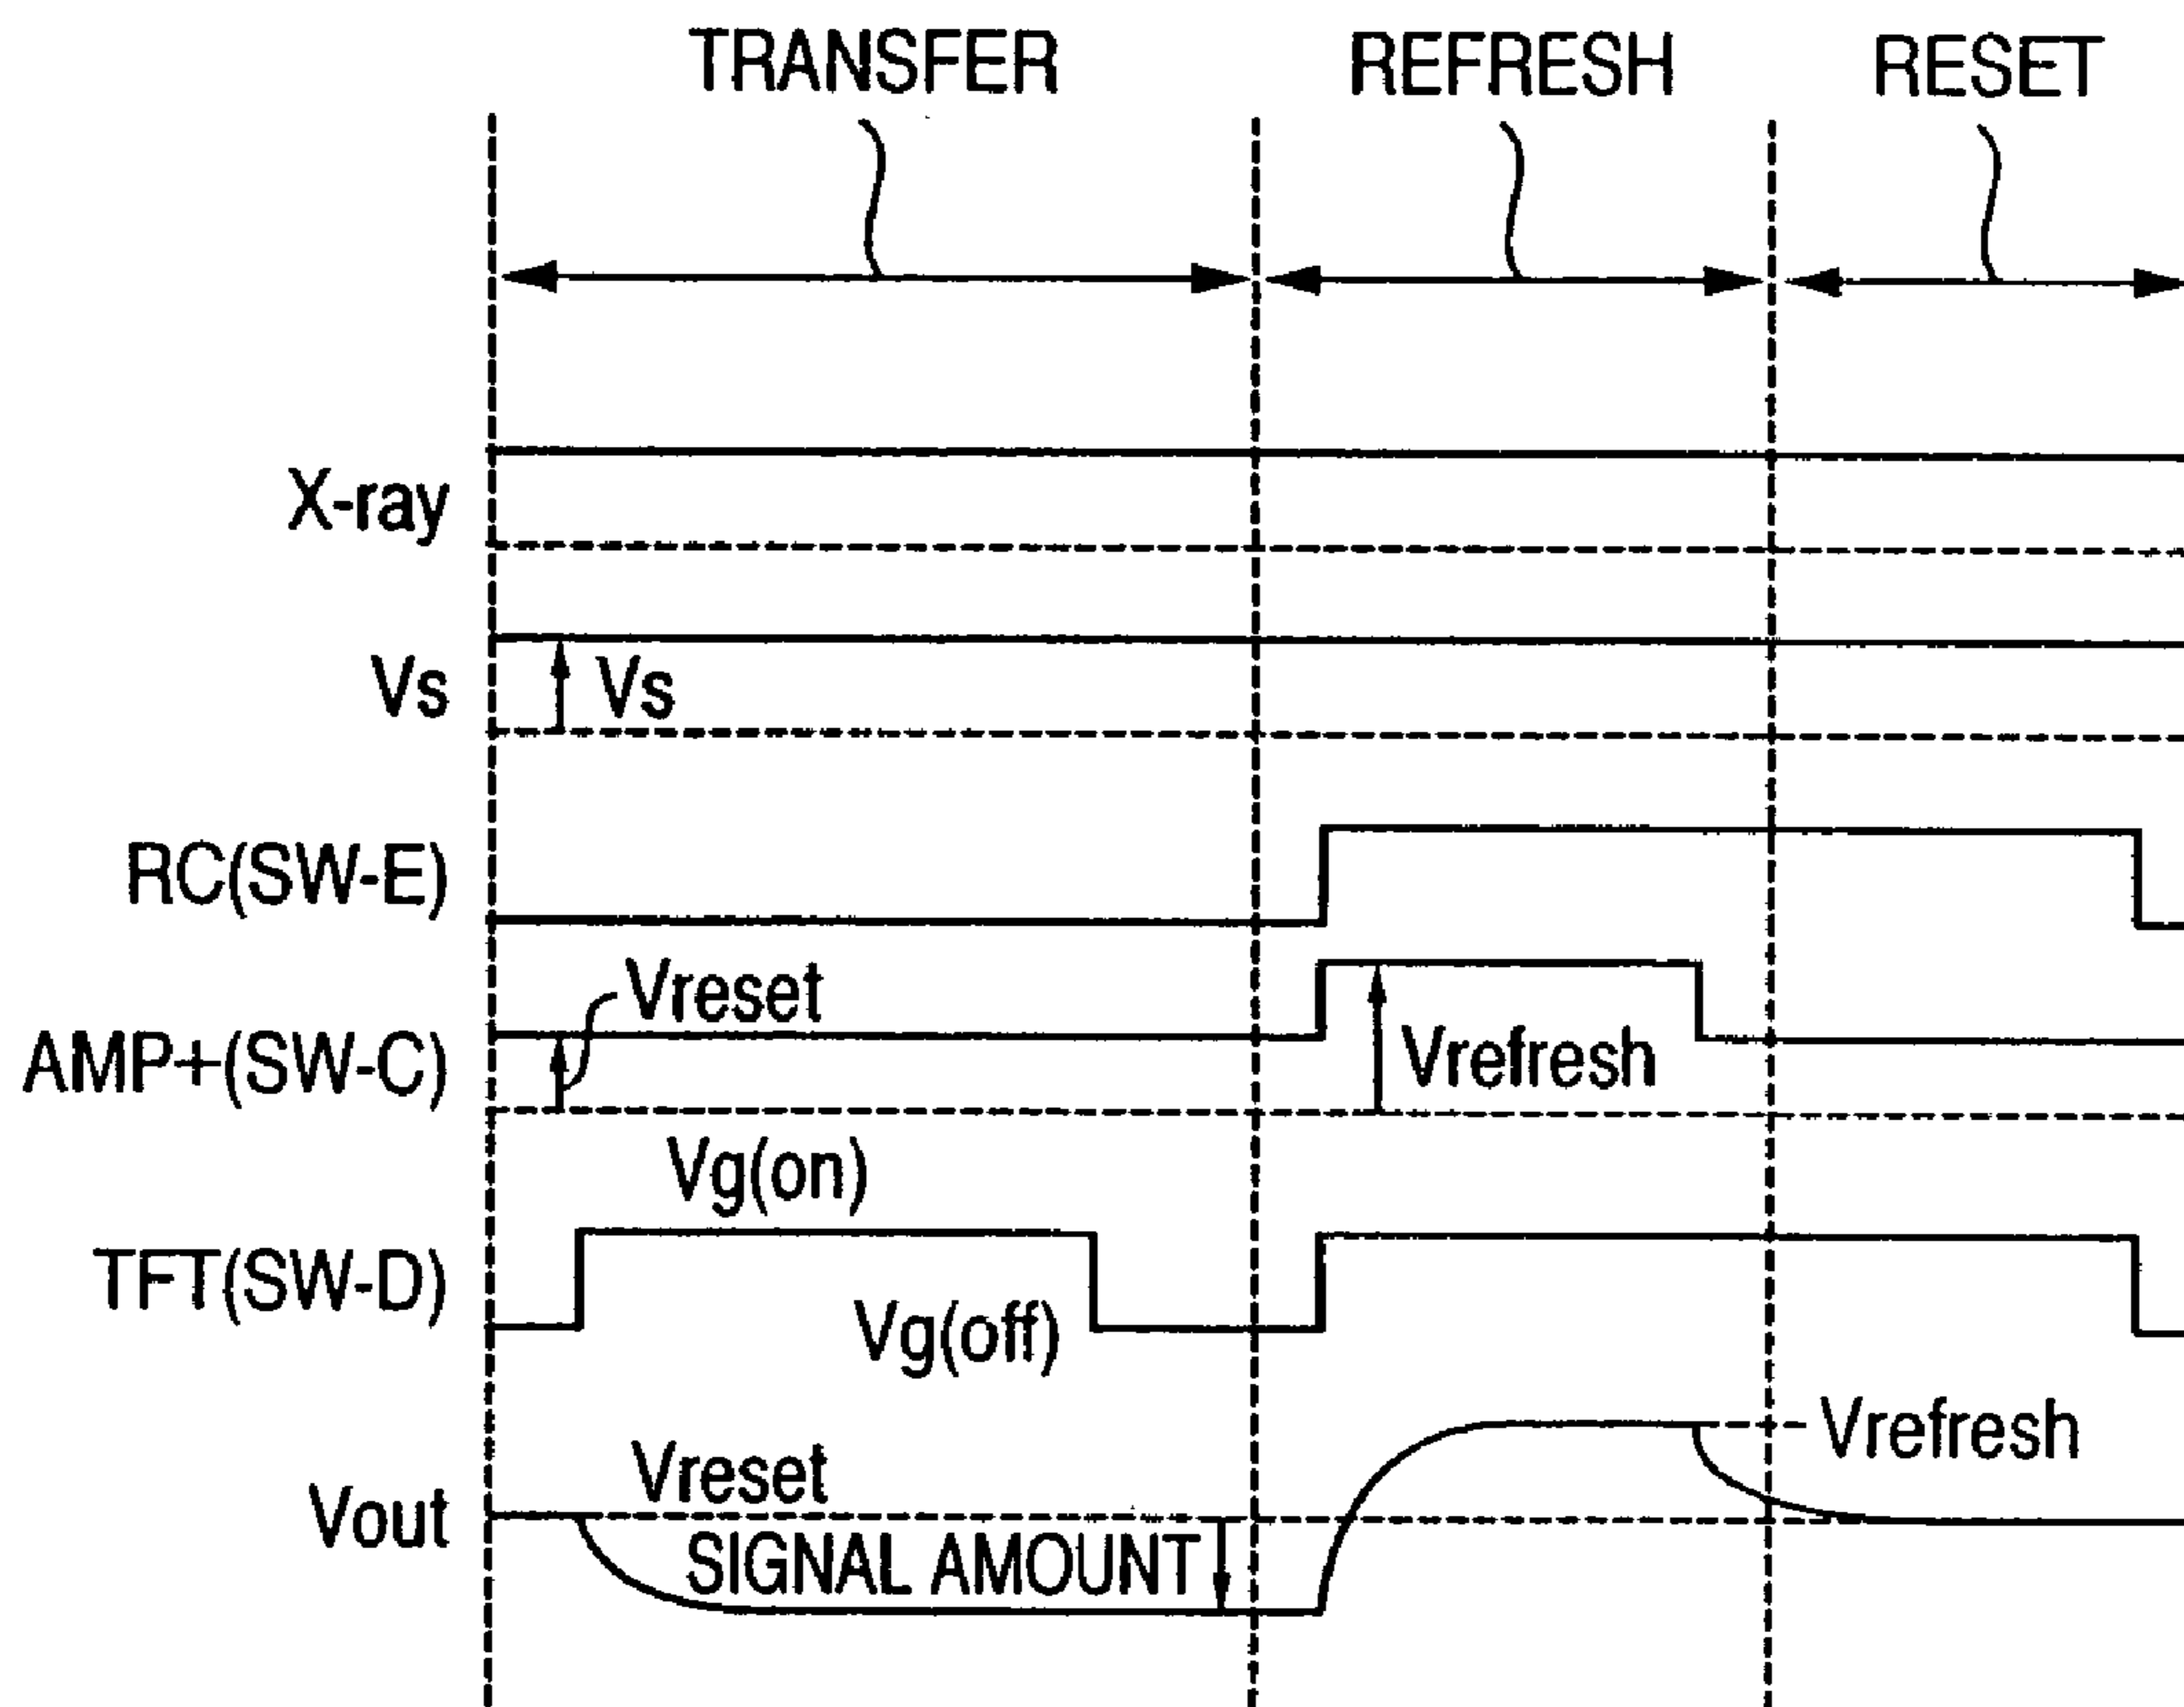 TRANSFER REFRESH RESET
X-ray
Vs Vs
RC(SW-E)
Vreset
AMP+(SW-C) Vrefresh
Vg(on)
TFT(SW-D)
Vg(off)
Vrefresh
Vreset
Vout
SIGNAL AMOUNT